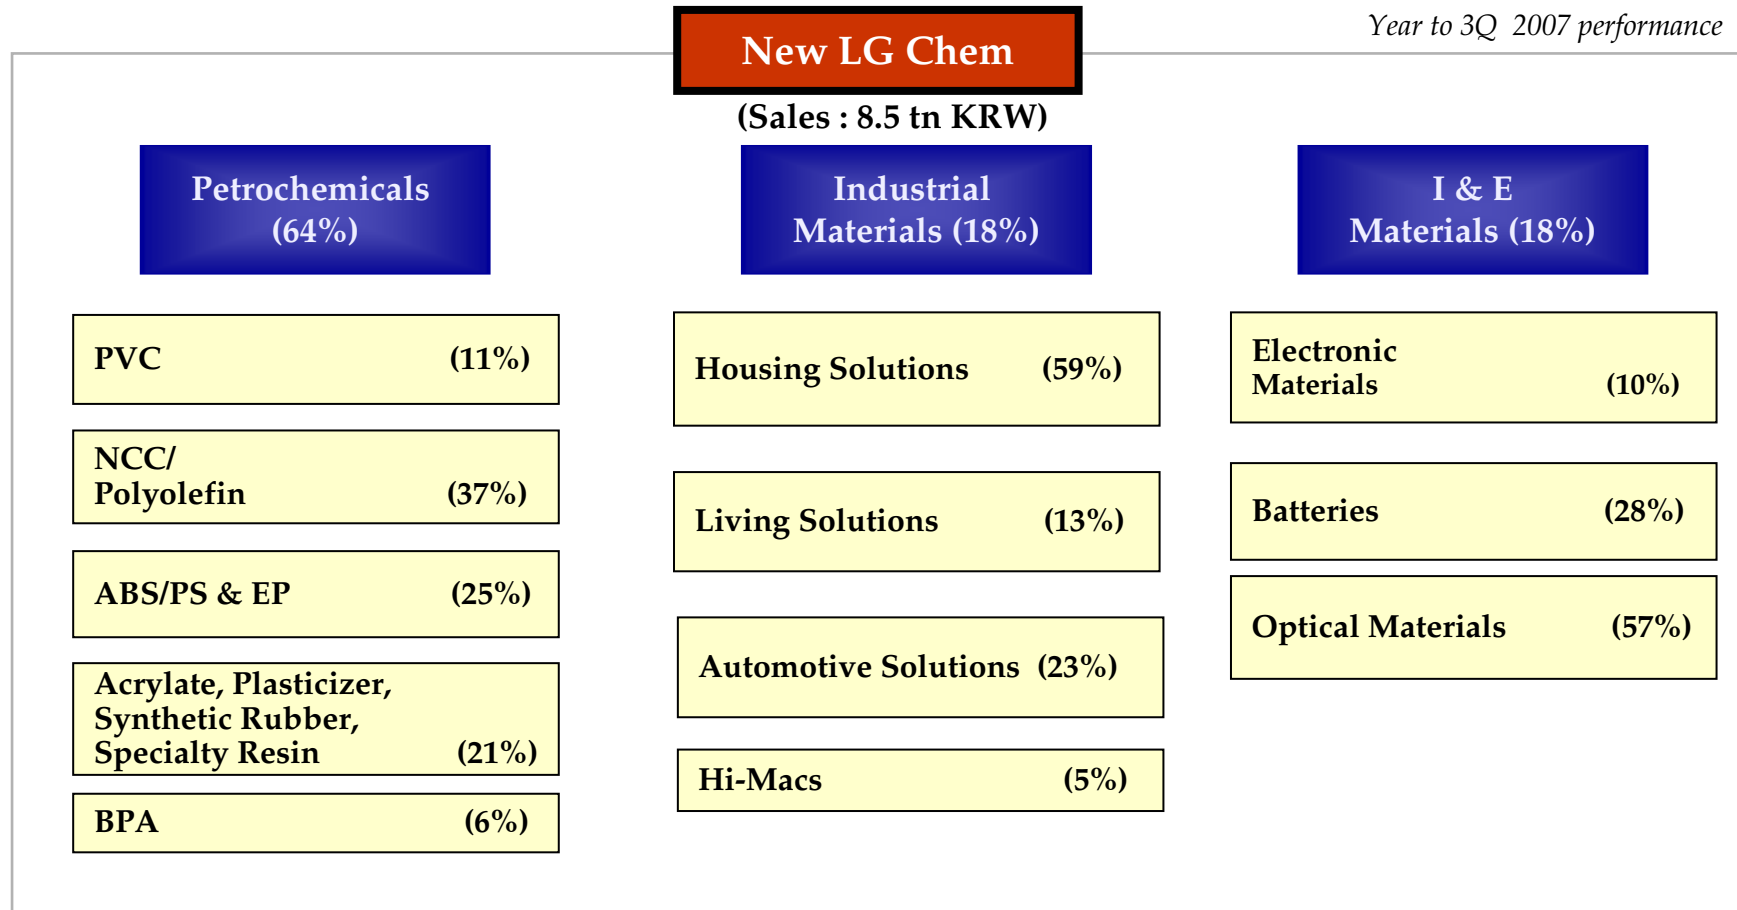 Year to 3Q 2007 performance
New LG Chem
(Sales : 8.5 tn KRW)
Petrochemicals
(64%)
PVC (11%)
NCC/
Polyolefin (37%)
ABS/PS & EP (25%)
Acrylate, Plasticizer,
Synthetic Rubber,
Specialty Resin (21%)
BPA (6%)
Industrial
Materials (18%)
Housing Solutions (59%)
Living Solutions (13%)
Automotive Solutions (23%)
Hi-Macs (5%)
I & E
Materials (18%)
Electronic
Materials (10%)
Batteries (28%)
Optical Materials (57%)